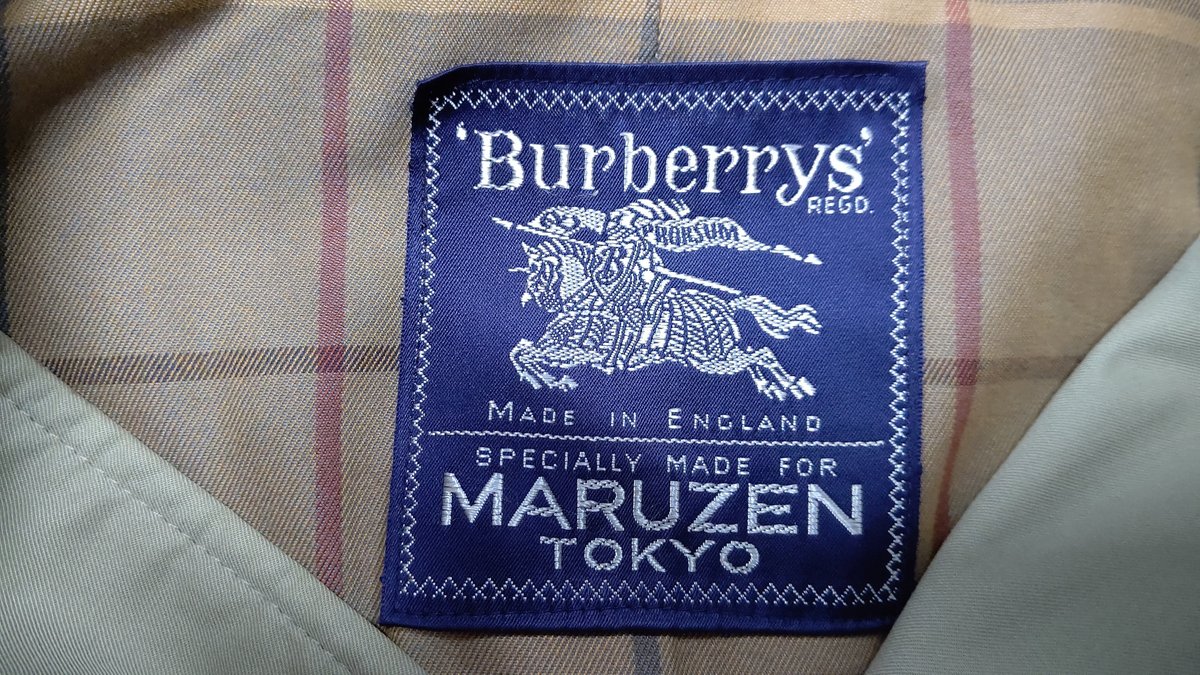 'Burberrys'
REGD.
PRORSUM
MADE IN ENGLAND
SPECIALLY MADE FOR
MARUZEN
TOKYO